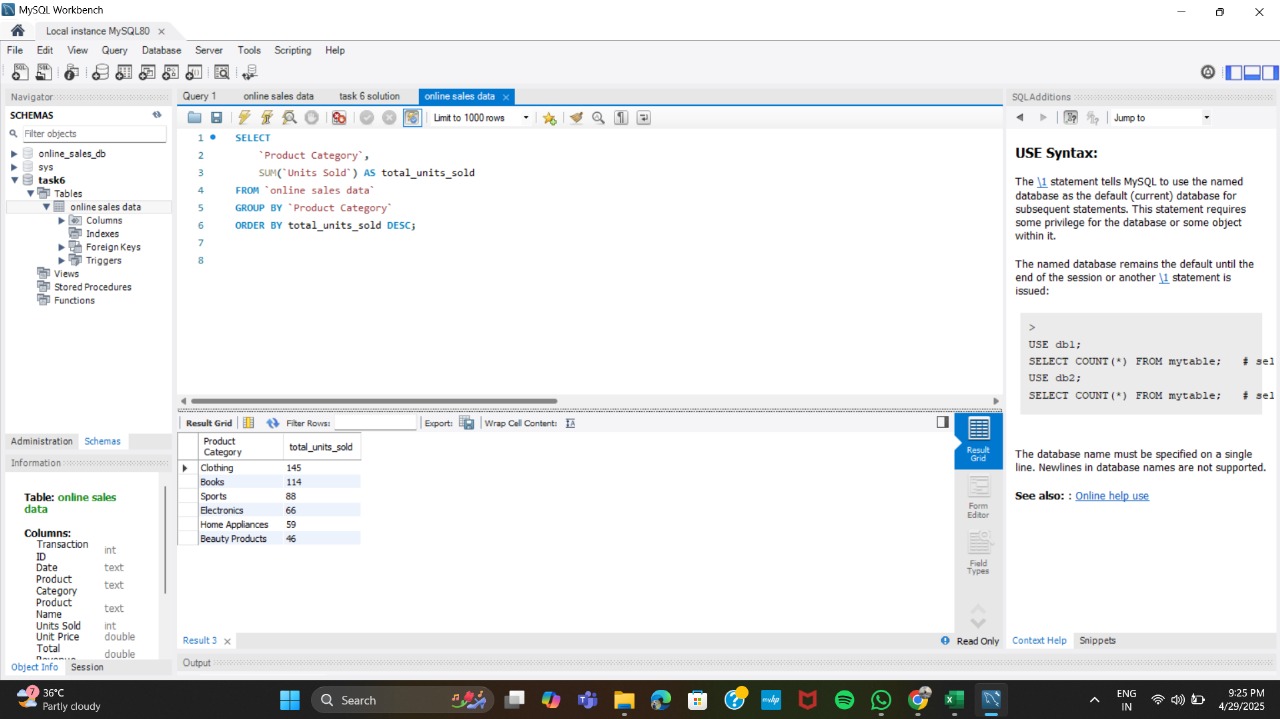 MySQL Workbench
Local instance MySQL80
File Edit View Query Database Server Tools Scripting Help
Navigator
SCHEMAS
Filter objects
online_sales_db
sys
task6
Tables
online sales data
Columns
Indexes
Foreign Keys
Triggers
Views
Stored Procedures
Functions
Administration Schemas
Information
Table: online sales
data
Columns:
Transaction
ID int
Date text
Product
Category text
Product
Name text
Units Sold int
Unit Price double
Total
Revenue double
Object Info Session
Query 1 online sales data task 6 solution online sales data
Limit to 1000 rows
1 SELECT
2 `Product Category`,
3 SUM(`Units Sold`) AS total_units_sold
4 FROM `online sales data`
5 GROUP BY `Product Category`
6 ORDER BY total_units_sold DESC;
7
8
Result Grid Filter Rows: Export: Wrap Cell Content:
Product
Category total_units_sold
Clothing 145
Books 114
Sports 88
Electronics 66
Home Appliances 59
Beauty Products 46
Result
Grid
Form
Editor
Field
Types
Result 3 Read Only
Output
SQLAdditions
Jump to
USE Syntax:
The \1 statement tells MySQL to use the named
database as the default (current) database for
subsequent statements. This statement requires
some privilege for the database or some object
within it.
The named database remains the default until the
end of the session or another \1 statement is
issued:
>
USE db1;
SELECT COUNT(*) FROM mytable; # sel
USE db2;
SELECT COUNT(*) FROM mytable; # sel
The database name must be specified on a single
line. Newlines in database names are not supported.
See also: : Online help use
Context Help Snippets
7
36°C
Partly cloudy
Search
myhp
ENG
IN
9:25 PM
4/29/2025